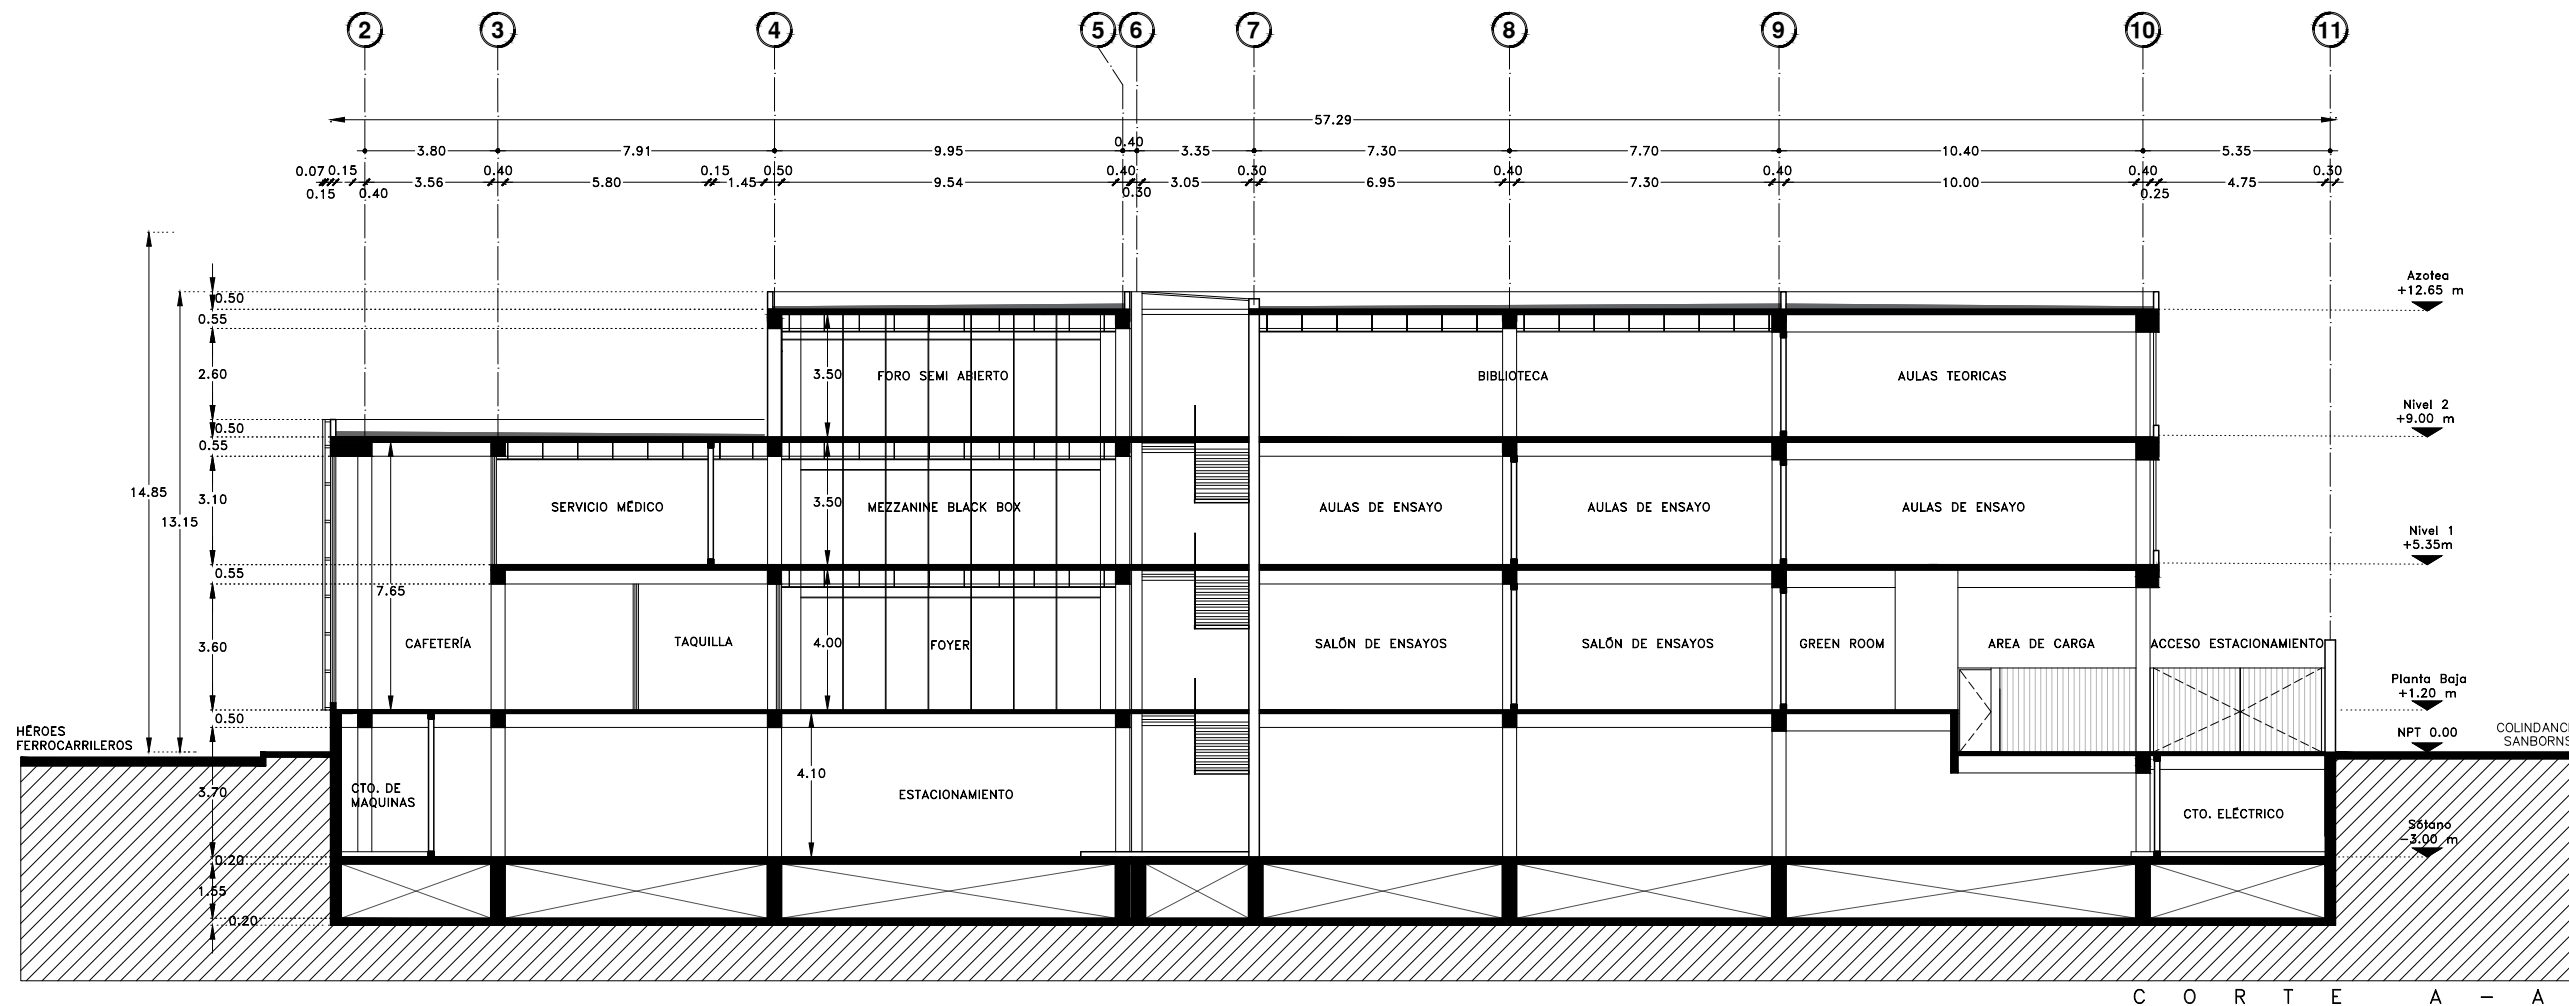 2 3 4 5 6 7 8 9 10 11
57.29
0.40
3.80 7.91 9.95 3.35 7.30 7.70 10.40 5.35
0.07 0.15 0.40 0.15 0.50 0.40 0.30 0.40 0.40 0.40 0.30
3.56 5.80 1.45 9.54 3.05 6.95 7.30 10.00 4.75
0.15 0.40 0.30 0.25
Azotea
+12.65 m
0.50
0.55
2.60
3.50
FORO SEMI ABIERTO
BIBLIOTECA
AULAS TEORICAS
Nivel 2
+9.00 m
0.50
0.55
14.85
13.15
3.10
3.50
SERVICIO MÉDICO
MEZZANINE BLACK BOX
AULAS DE ENSAYO
AULAS DE ENSAYO
AULAS DE ENSAYO
Nivel 1
+5.35m
0.55
7.65
3.60
4.00
CAFETERÍA
TAQUILLA
FOYER
SALÓN DE ENSAYOS
SALÓN DE ENSAYOS
GREEN ROOM
AREA DE CARGA
ACCESO ESTACIONAMIENTO
Planta Baja
+1.20 m
0.50
HÉROES
FERROCARRILEROS
NPT 0.00
COLINDANC
SANBORNS
3.70
4.10
CTO. DE
MAQUINAS
ESTACIONAMIENTO
CTO. ELÉCTRICO
Sótano
-3.00 m
0.20
1.55
0.20
CORTE A-A